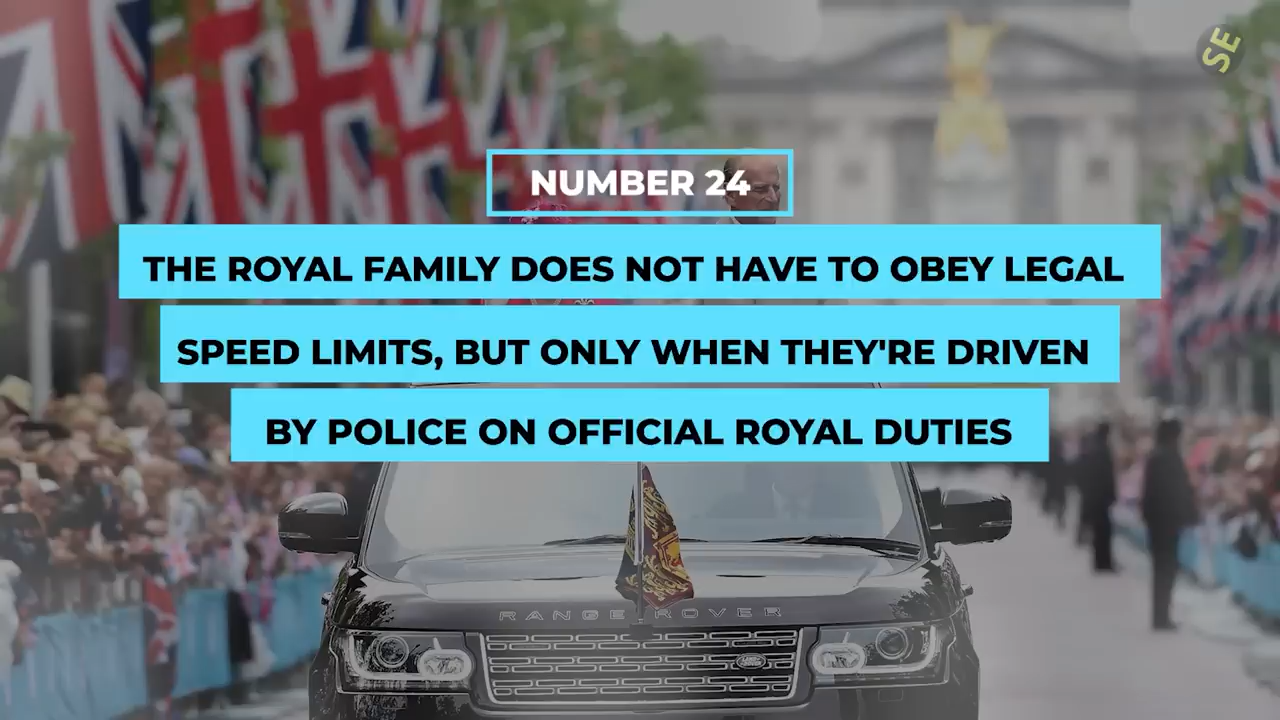 SE
NUMBER 24
THE ROYAL FAMILY DOES NOT HAVE TO OBEY LEGAL
SPEED LIMITS, BUT ONLY WHEN THEY'RE DRIVEN
BY POLICE ON OFFICIAL ROYAL DUTIES
RANGE ROVER